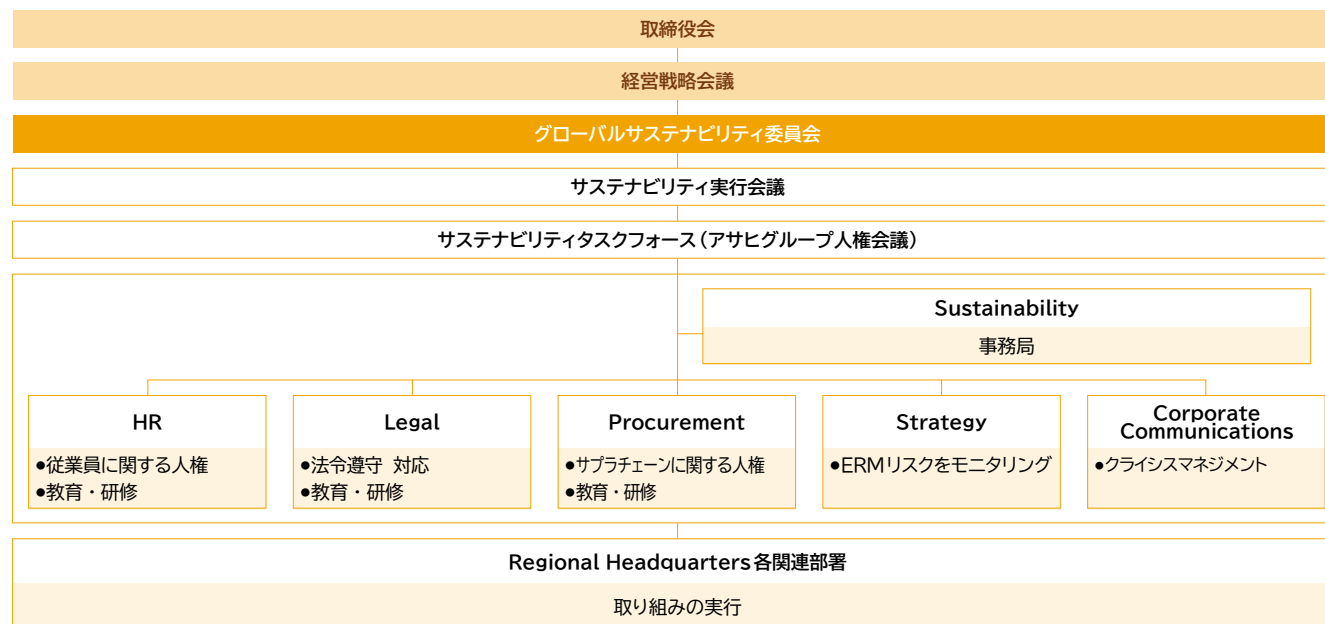 取締役会
経営戦略会議
グローバルサステナビリティ委員会
サステナビリティ実行会議
サステナビリティタスクフォース（アサヒグループ人権会議）
Sustainability
事務局
HR
●従業員に関する人権
●教育・研修
Legal
●法令遵守 対応
●教育・研修
Procurement
●サプラチェーンに関する人権
●教育・研修
Strategy
●ERMリスクをモニタリング
Corporate
Communications
●クライシスマネジメント
Regional Headquarters各関連部署
取り組みの実行